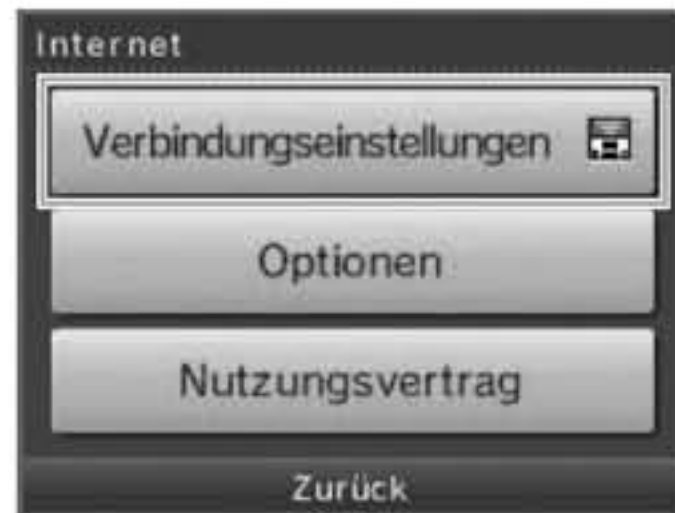 Internet
Verbindungseinstellungen
Optionen
Nutzungsvertrag
Zurück